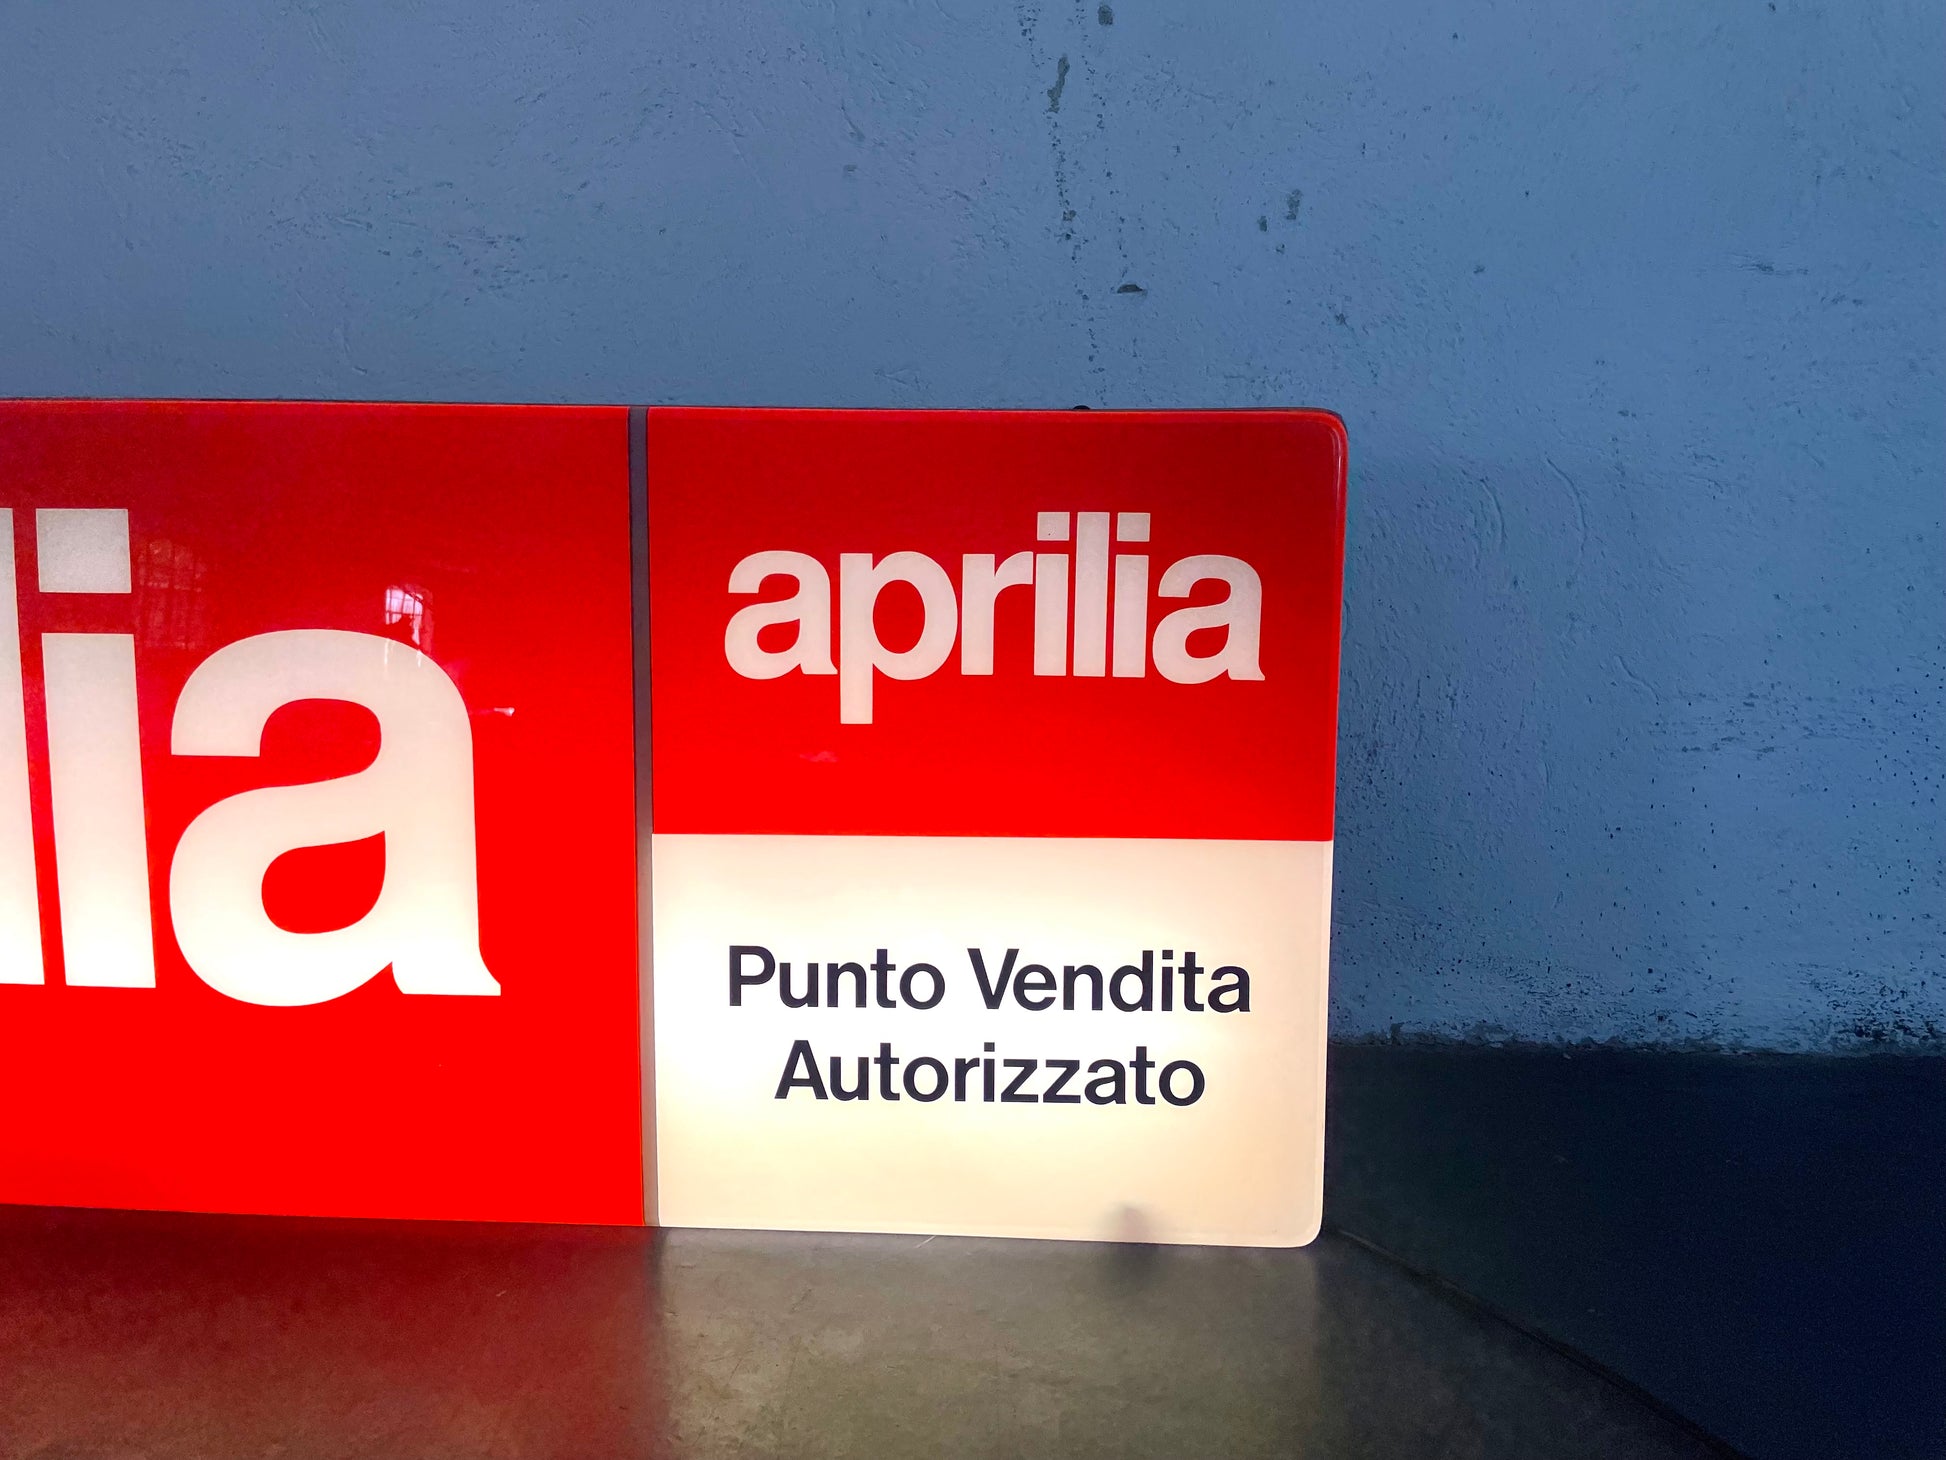 lia
aprilia
Punto Vendita
Autorizzato